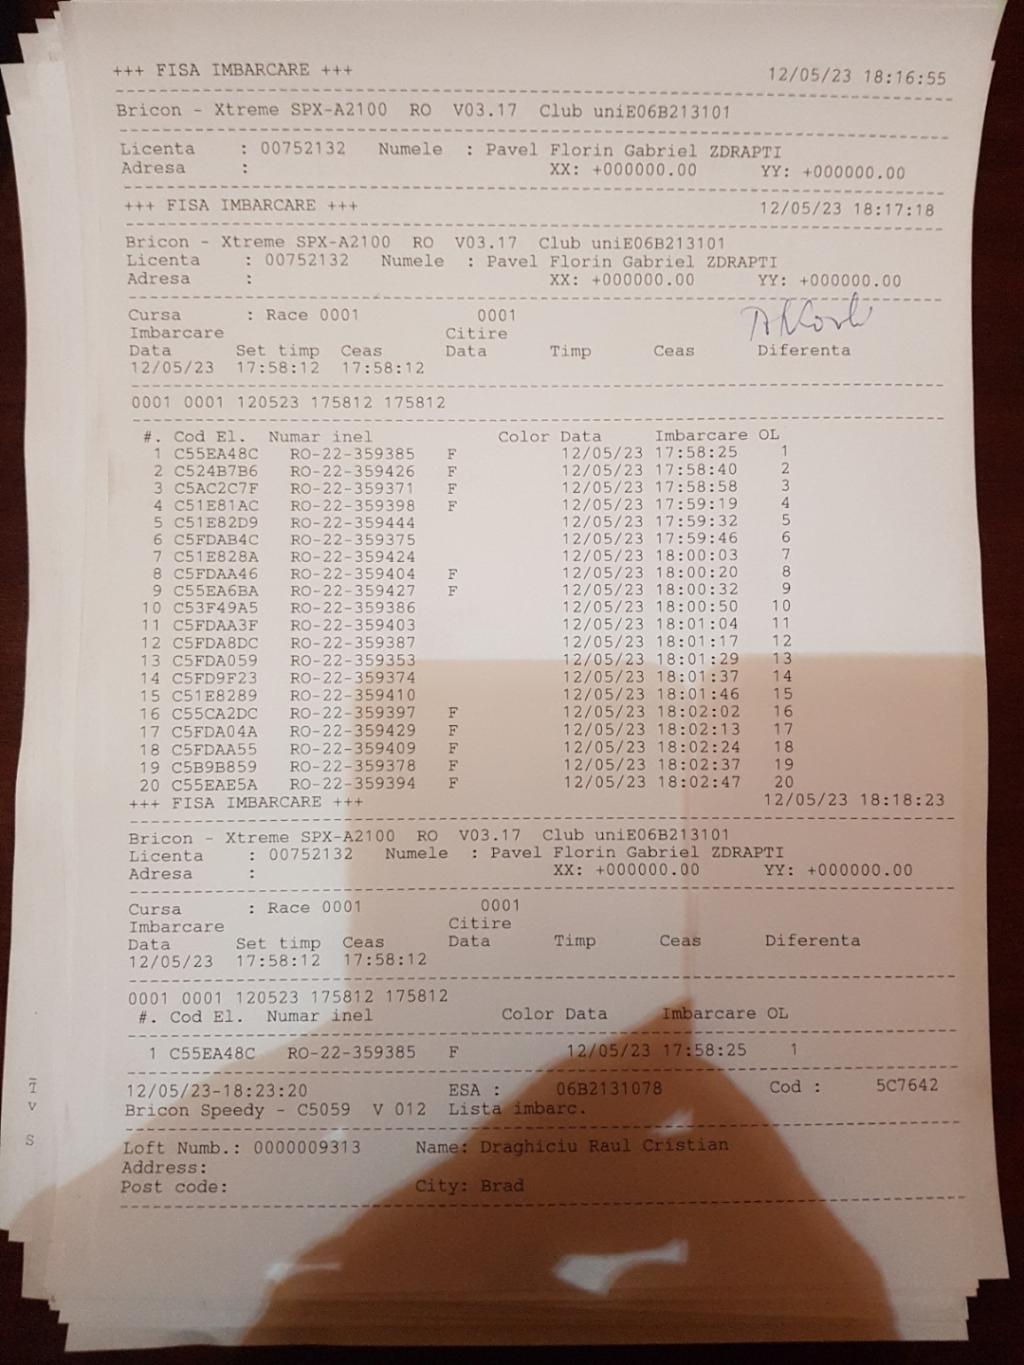 +++ FISA IMBARCARE +++ 12/05/23 18:16:55
Bricon - Xtreme SPX-A2100 RO V03.17 Club uniE06B213101
Licenta : 00752132 Numele : Pavel Florin Gabriel ZDRAPTI
Adresa : XX: +000000.00 YY: +000000.00
+++ FISA IMBARCARE +++ 12/05/23 18:17:18
Bricon - Xtreme SPX-A2100 RO V03.17 Club uniE06B213101
Licenta : 00752132 Numele : Pavel Florin Gabriel ZDRAPTI
Adresa : XX: +000000.00 YY: +000000.00
Cursa : Race 0001 0001
Imbarcare Citire
Data Set timp Ceas Data Timp Ceas Diferenta
12/05/23 17:58:12 17:58:12
0001 0001 120523 175812 175812
#. Cod El. Numar inel Color Data Imbarcare OL
1 C55EA48C RO-22-359385 F 12/05/23 17:58:25 1
2 C524B7B6 RO-22-359426 F 12/05/23 17:58:40 2
3 C5AC2C7F RO-22-359371 F 12/05/23 17:58:58 3
4 C51E81AC RO-22-359398 F 12/05/23 17:59:19 4
5 C51E82D9 RO-22-359444 12/05/23 17:59:32 5
6 C5FDAB4C RO-22-359375 12/05/23 17:59:46 6
7 C51E828A RO-22-359424 12/05/23 18:00:03 7
8 C5FDAA46 RO-22-359404 F 12/05/23 18:00:20 8
9 C55EA6BA RO-22-359427 F 12/05/23 18:00:32 9
10 C53F49A5 RO-22-359386 12/05/23 18:00:50 10
11 C5FDAA3F RO-22-359403 12/05/23 18:01:04 11
12 C5FDA8DC RO-22-359387 12/05/23 18:01:17 12
13 C5FDA059 RO-22-359353 12/05/23 18:01:29 13
14 C5FD9F23 RO-22-359374 12/05/23 18:01:37 14
15 C51E8289 RO-22-359410 12/05/23 18:01:46 15
16 C55CA2DC RO-22-359397 F 12/05/23 18:02:02 16
17 C5FDA04A RO-22-359429 F 12/05/23 18:02:13 17
18 C5FDAA55 RO-22-359409 F 12/05/23 18:02:24 18
19 C5B9B859 RO-22-359378 F 12/05/23 18:02:37 19
20 C55EAE5A RO-22-359394 F 12/05/23 18:02:47 20
+++ FISA IMBARCARE +++ 12/05/23 18:18:23
Bricon - Xtreme SPX-A2100 RO V03.17 Club uniE06B213101
Licenta : 00752132 Numele : Pavel Florin Gabriel ZDRAPTI
Adresa : XX: +000000.00 YY: +000000.00
Cursa : Race 0001 0001
Imbarcare Citire
Data Set timp Ceas Data Timp Ceas Diferenta
12/05/23 17:58:12 17:58:12
0001 0001 120523 175812 175812
#. Cod El. Numar inel Color Data Imbarcare OL
1 C55EA48C RO-22-359385 F 12/05/23 17:58:25 1
12/05/23-18:23:20 ESA : 06B2131078 Cod : 5C7642
Bricon Speedy - C5059 V 012 Lista imbarc.
Loft Numb.: 0000009313 Name: Draghiciu Raul Cristian
Address:
Post code: City: Brad